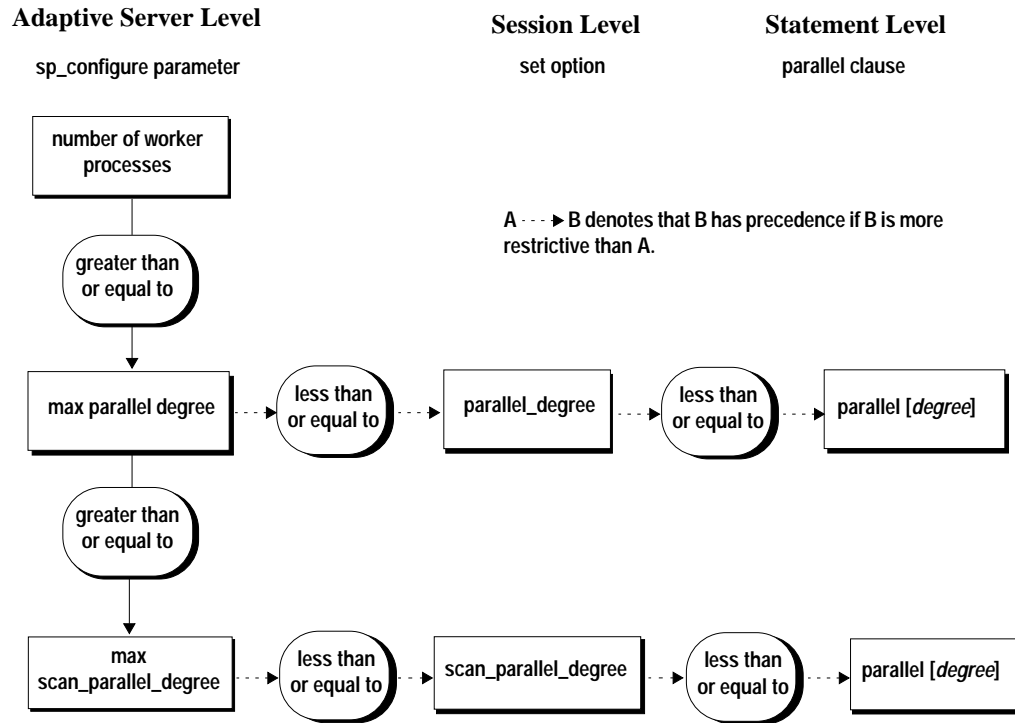 Adaptive Server Level
Session Level
Statement Level
sp_configure parameter
set option
parallel clause
number of worker
processes
A B denotes that B has precedence if B is more
restrictive than A.
greater than
or equal to
max parallel degree
less than
or equal to
parallel_degree
less than
or equal to
parallel [degree]
greater than
or equal to
max
scan_parallel_degree
less than
or equal to
scan_parallel_degree
less than
or equal to
parallel [degree]